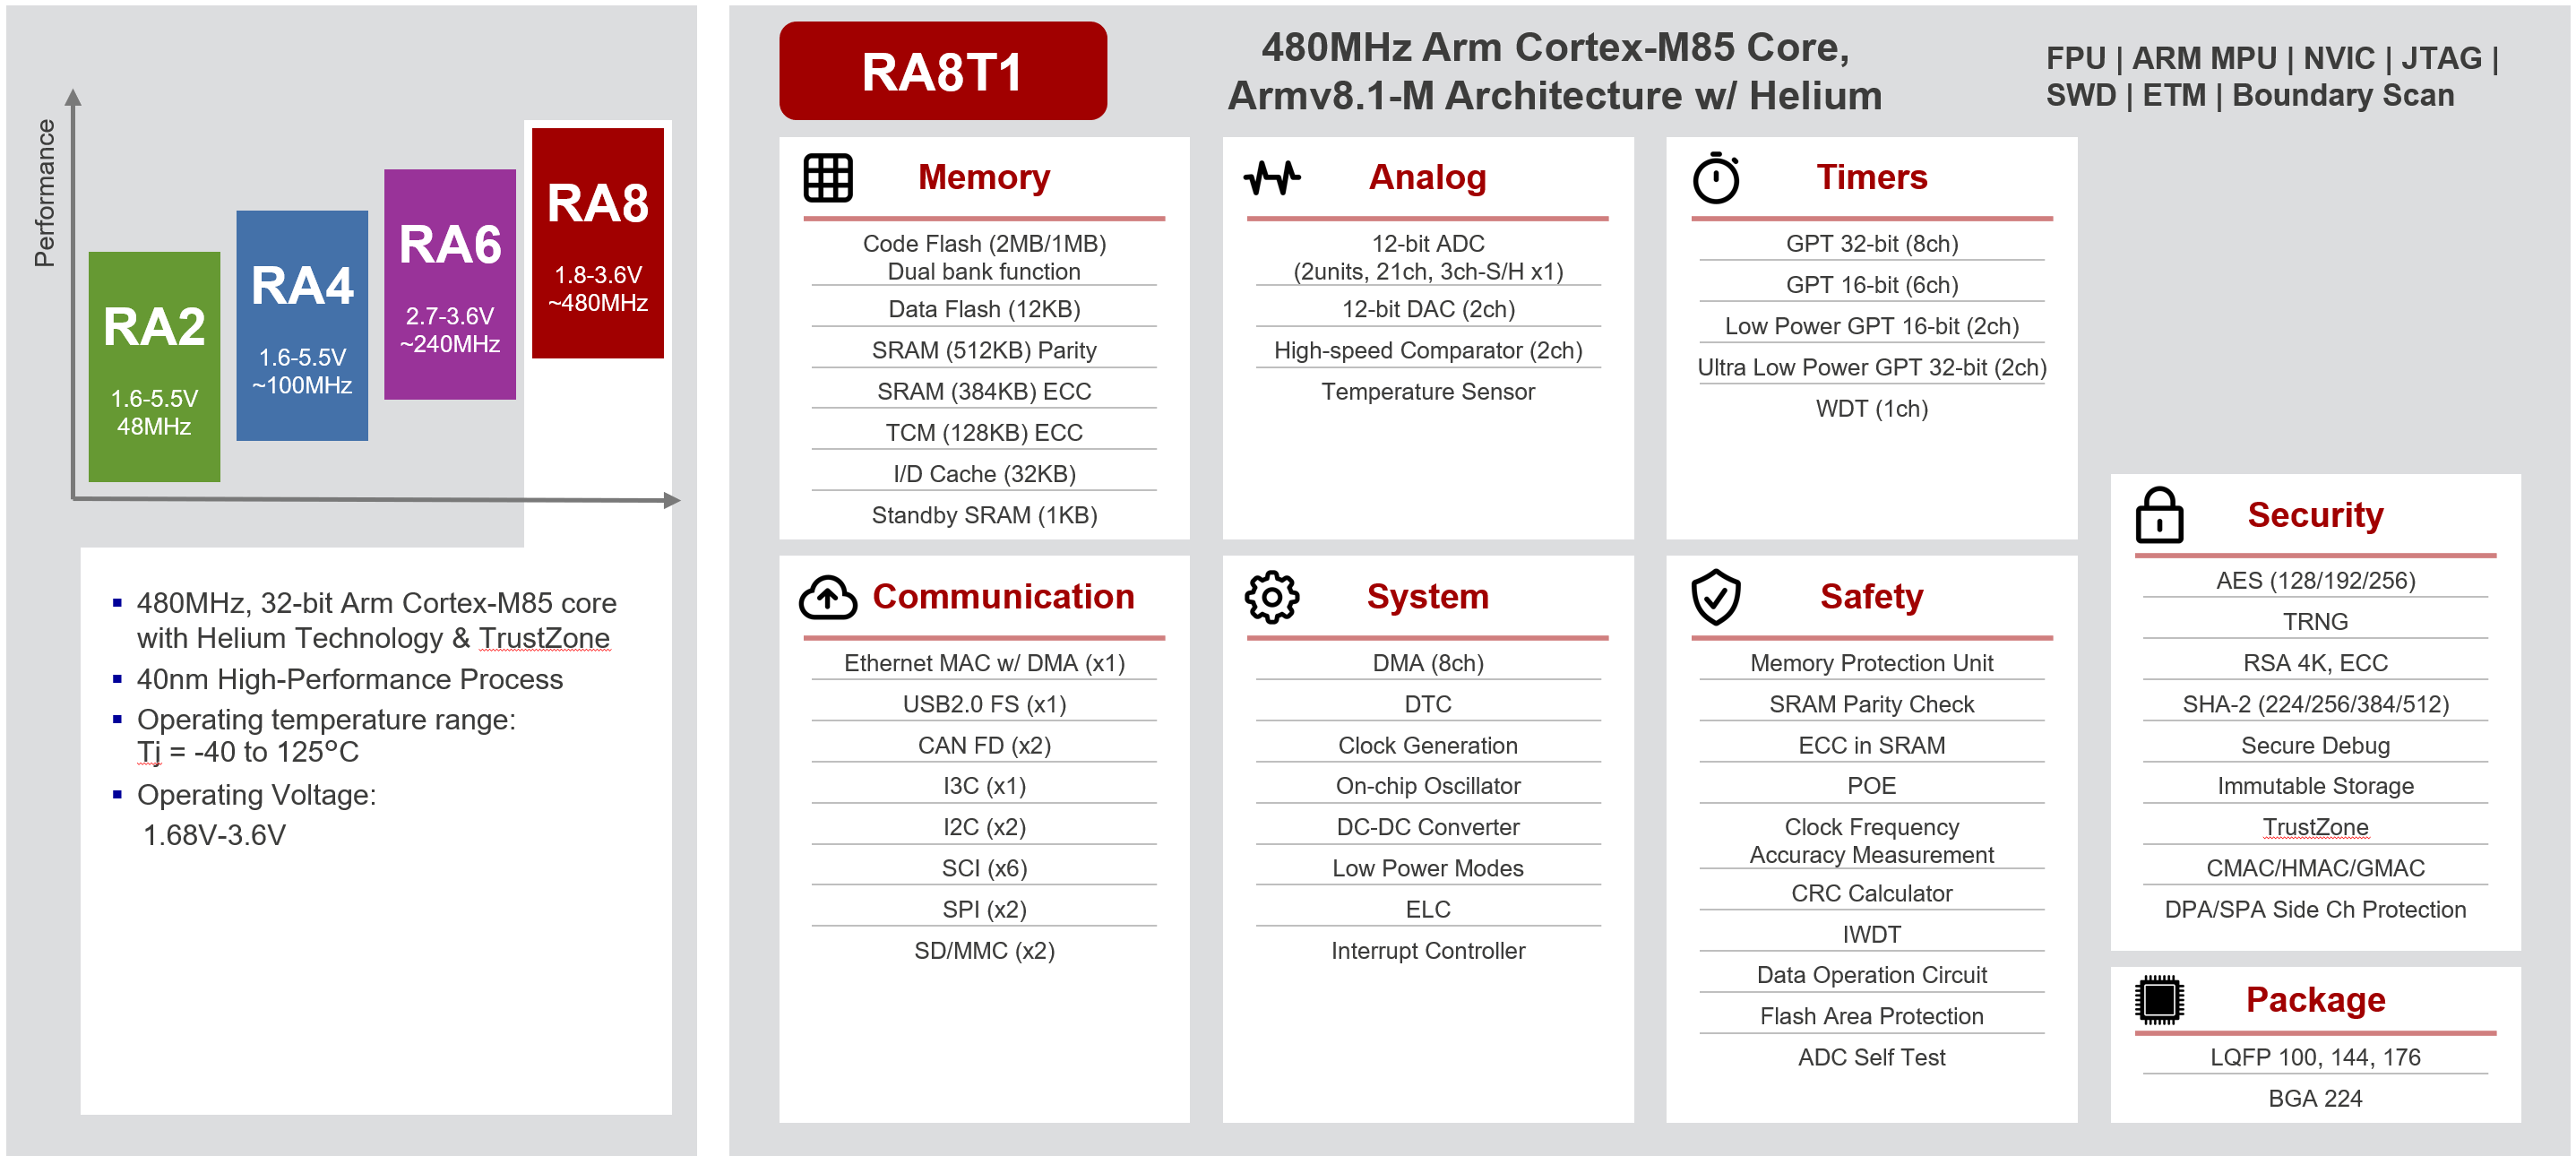 Performance
RA2
1.6-5.5V
48MHz
RA4
1.6-5.5V
~100MHz
RA6
2.7-3.6V
~240MHz
RA8
1.8-3.6V
~480MHz
▪ 480MHz, 32-bit Arm Cortex-M85 core
with Helium Technology & TrustZone
▪ 40nm High-Performance Process
▪ Operating temperature range:
Tj = -40 to 125°C
▪ Operating Voltage:
1.68V-3.6V
RA8T1
480MHz Arm Cortex-M85 Core,
Armv8.1-M Architecture w/ Helium
FPU | ARM MPU | NVIC | JTAG |
SWD | ETM | Boundary Scan
Memory
Code Flash (2MB/1MB)
Dual bank function
Data Flash (12KB)
SRAM (512KB) Parity
SRAM (384KB) ECC
TCM (128KB) ECC
I/D Cache (32KB)
Standby SRAM (1KB)
Analog
12-bit ADC
(2units, 21ch, 3ch-S/H x1)
12-bit DAC (2ch)
High-speed Comparator (2ch)
Temperature Sensor
Timers
GPT 32-bit (8ch)
GPT 16-bit (6ch)
Low Power GPT 16-bit (2ch)
Ultra Low Power GPT 32-bit (2ch)
WDT (1ch)
Communication
Ethernet MAC w/ DMA (x1)
USB2.0 FS (x1)
CAN FD (x2)
I3C (x1)
I2C (x2)
SCI (x6)
SPI (x2)
SD/MMC (x2)
System
DMA (8ch)
DTC
Clock Generation
On-chip Oscillator
DC-DC Converter
Low Power Modes
ELC
Interrupt Controller
Safety
Memory Protection Unit
SRAM Parity Check
ECC in SRAM
POE
Clock Frequency
Accuracy Measurement
CRC Calculator
IWDT
Data Operation Circuit
Flash Area Protection
ADC Self Test
Security
AES (128/192/256)
TRNG
RSA 4K, ECC
SHA-2 (224/256/384/512)
Secure Debug
Immutable Storage
TrustZone
CMAC/HMAC/GMAC
DPA/SPA Side Ch Protection
Package
LQFP 100, 144, 176
BGA 224